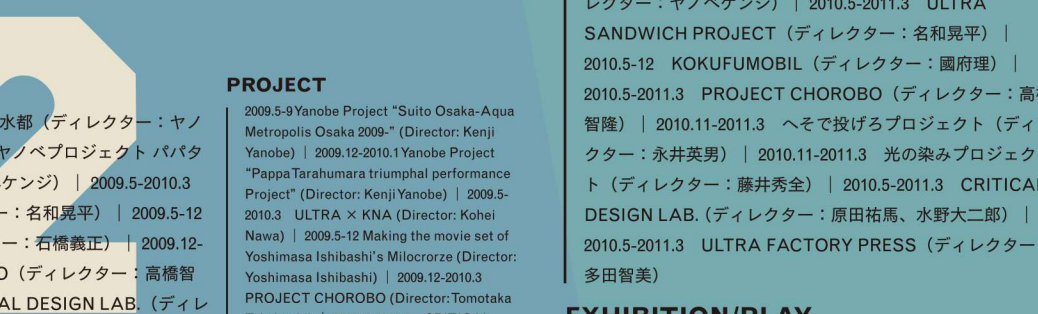 2
水都（ディレクター：ヤノ
ヤノベプロジェクト パパタ
ケンジ）｜ 2009.5-2010.3
ー：名和晃平）｜ 2009.5-12
ー：石橋義正）｜ 2009.12-
O（ディレクター：高橋智
AL DESIGN LAB.（ディレ
PROJECT
2009.5-9 Yanobe Project “Suito Osaka-Aqua
Metropolis Osaka 2009-” (Director: Kenji
Yanobe) ｜ 2009.12-2010.1 Yanobe Project
“Pappa Tarahumara triumphal performance
Project” (Director: Kenji Yanobe) ｜ 2009.5-
2010.3 ULTRA × KNA (Director: Kohei
Nawa) ｜ 2009.5-12 Making the movie set of
Yoshimasa Ishibashi’s Milocrorze (Director:
Yoshimasa Ishibashi) ｜ 2009.12-2010.3
PROJECT CHOROBO (Director: Tomotaka
レクター：ヤノベケンジ）｜ 2010.5-2011.3 ULTRA
SANDWICH PROJECT（ディレクター：名和晃平）｜
2010.5-12 KOKUFUMOBIL（ディレクター：國府理）｜
2010.5-2011.3 PROJECT CHOROBO（ディレクター：高橋
智隆）｜ 2010.11-2011.3 へそで投げろプロジェクト（ディ
クター：永井英男）｜ 2010.11-2011.3 光の染みプロジェク
ト（ディレクター：藤井秀全）｜ 2010.5-2011.3 CRITICAL
DESIGN LAB.（ディレクター：原田祐馬、水野大二郎）｜
2010.5-2011.3 ULTRA FACTORY PRESS（ディレクター
多田智美）
EXHIBITION/PLAY